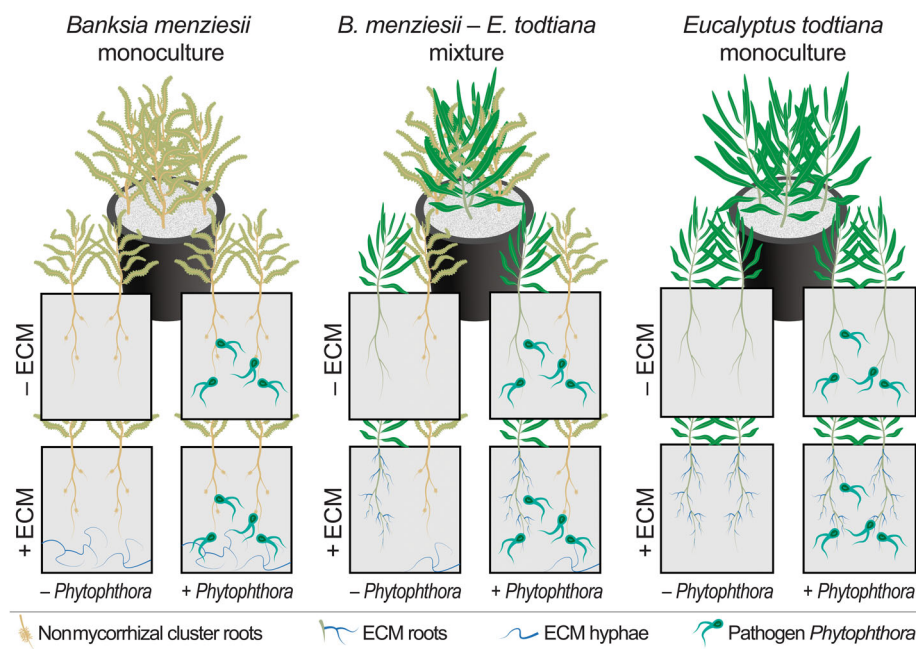 Banksia menziesii
monoculture
B. menziesii – E. todtiana
mixture
Eucalyptus todtiana
monoculture
– ECM
– ECM
– ECM
+ ECM
+ ECM
+ ECM
– Phytophthora
+ Phytophthora
– Phytophthora
+ Phytophthora
– Phytophthora
+ Phytophthora
Nonmycorrhizal cluster roots
ECM roots
ECM hyphae
Pathogen Phytophthora